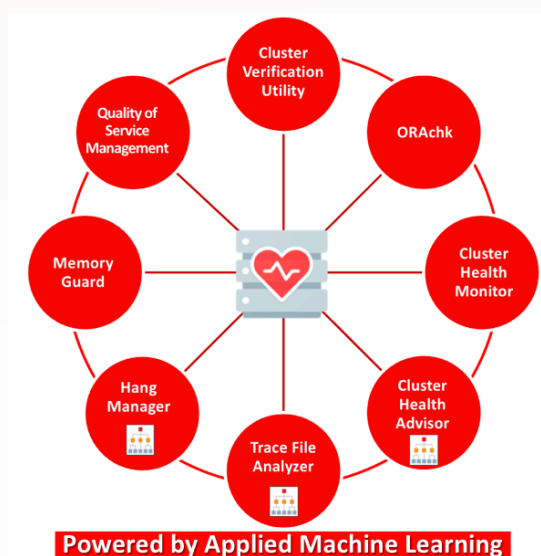 Cluster
Verification
Utility
ORAchk
Cluster
Health
Monitor
Cluster
Health
Advisor
Trace File
Analyzer
Hang
Manager
Memory
Guard
Quality of
Service
Management
Powered by Applied Machine Learning